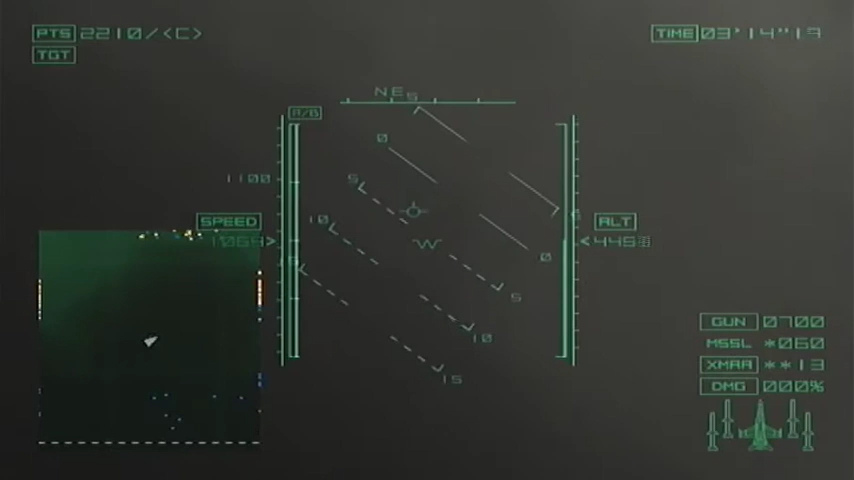 PTS 2210/<C>
TIME 03'14"19
TGT
NE
5
A/B
0
1100
5
10
SPEED
ALT
1069>
<445
0
5
10
15
GUN 0700
MSSL *060
XMAA **13
DMG 000%